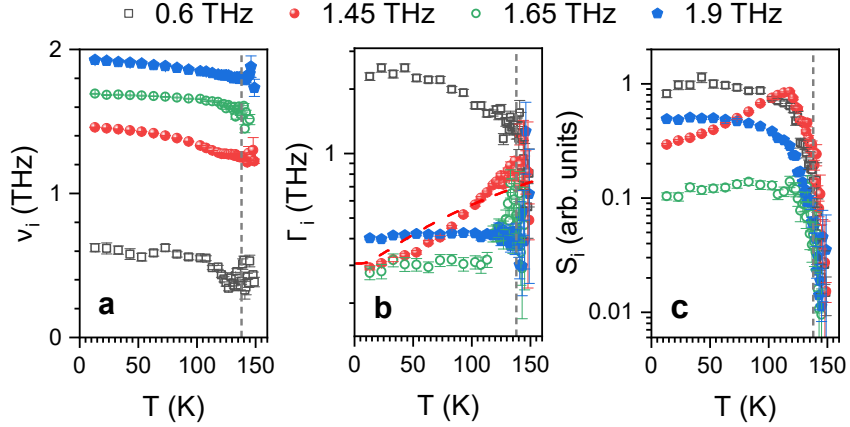 0.6 THz 1.45 THz 1.65 THz 1.9 THz
νᵢ (THz)
2
1
0
a
0 50 100 150
T (K)
Γᵢ (THz)
1
b
0 50 100 150
T (K)
Sᵢ (arb. units)
1
0.1
0.01
c
0 50 100 150
T (K)